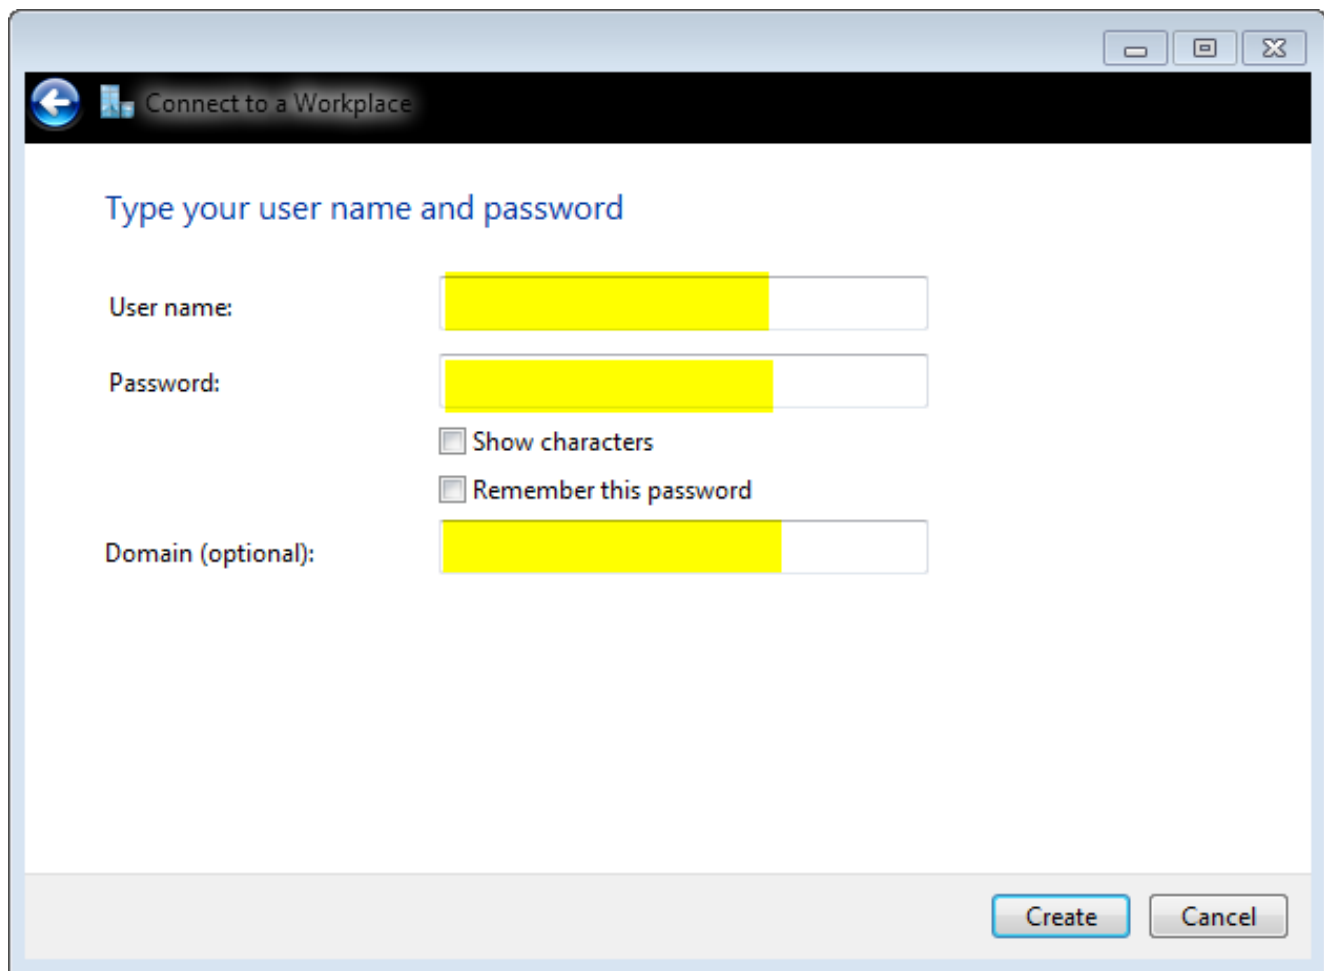 Connect to a Workplace
Type your user name and password
User name:
Password:
Show characters
Remember this password
Domain (optional):
Create Cancel